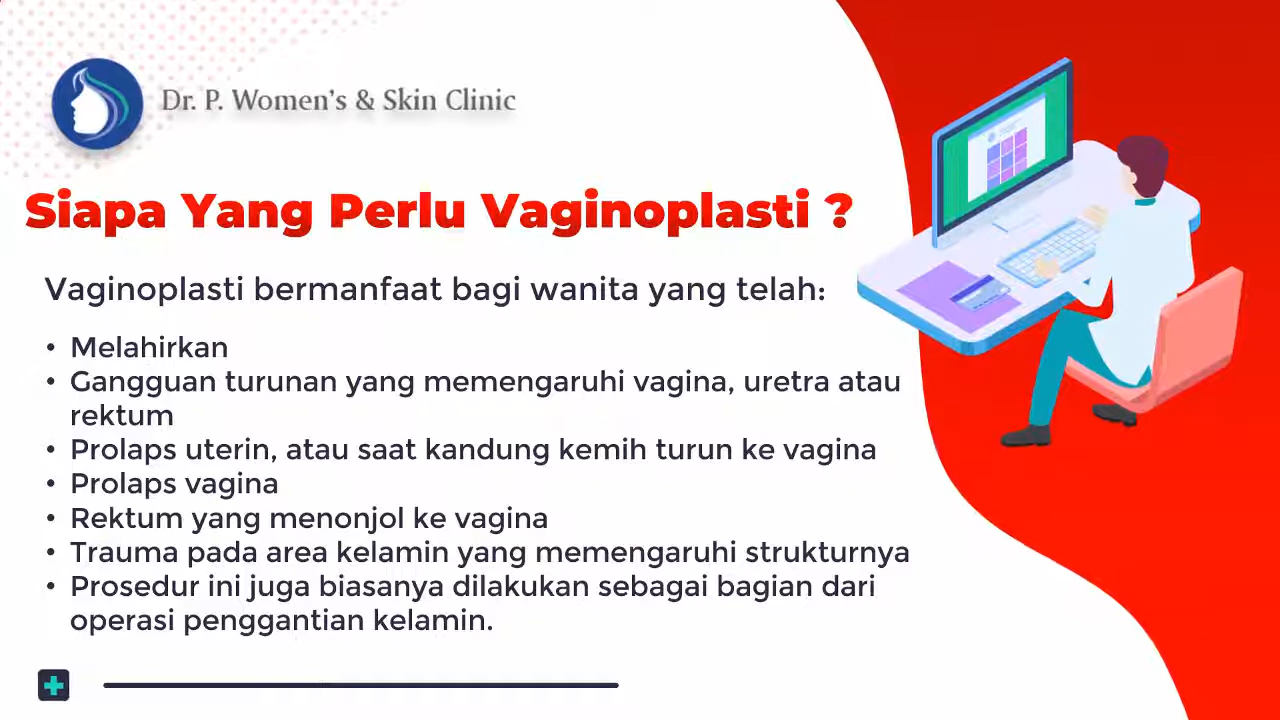 Dr. P. Women's & Skin Clinic
Siapa Yang Perlu Vaginoplasti ?
Vaginoplasti bermanfaat bagi wanita yang telah:
• Melahirkan
• Gangguan turunan yang memengaruhi vagina, uretra atau
rektum
• Prolaps uterin, atau saat kandung kemih turun ke vagina
• Prolaps vagina
• Rektum yang menonjol ke vagina
• Trauma pada area kelamin yang memengaruhi strukturnya
• Prosedur ini juga biasanya dilakukan sebagai bagian dari
operasi penggantian kelamin.